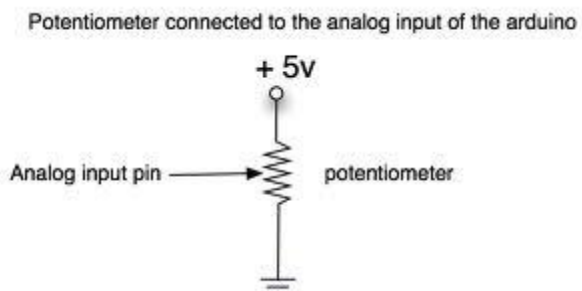 Potentiometer connected to the analog input of the arduino
+ 5v
Analog input pin
potentiometer